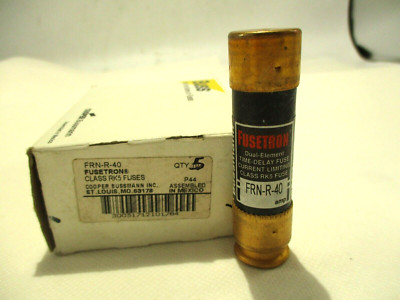 FRN-R-40
FUSETRON®
CLASS RK5 FUSES
QTY
COOPER BUSSMANN INC.
ST. LOUIS, MO. 63178
P44
ASSEMBLED
IN MEXICO
FUSETRON
Dual-Element
TIME-DELAY FUSE
CURRENT LIMITING
CLASS RK5 FUSE
FRN-R-40